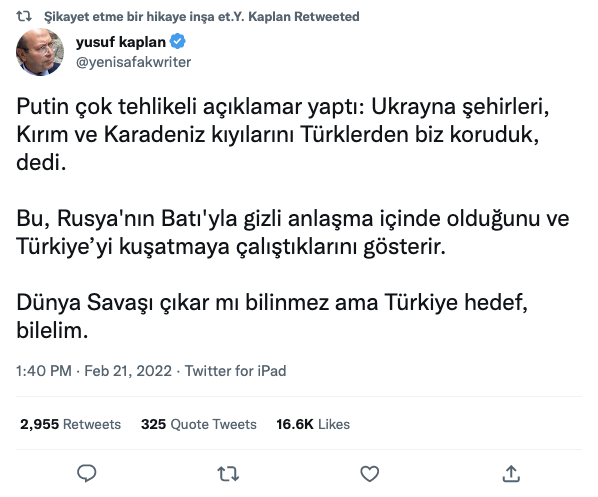 Şikayet etme bir hikaye inşa et.Y. Kaplan Retweeted
yusuf kaplan
@yenisafakwriter
Putin çok tehlikeli açıklamar yaptı: Ukrayna şehirleri,
Kırım ve Karadeniz kıyılarını Türklerden biz koruduk,
dedi.
Bu, Rusya'nın Batı'yla gizli anlaşma içinde olduğunu ve
Türkiye’yi kuşatmaya çalıştıklarını gösterir.
Dünya Savaşı çıkar mı bilinmez ama Türkiye hedef,
bilelim.
1:40 PM · Feb 21, 2022 · Twitter for iPad
2,955 Retweets 325 Quote Tweets 16.6K Likes